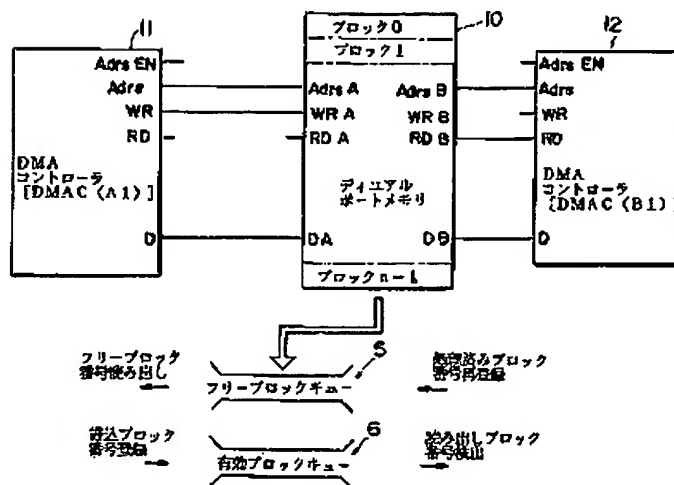 11
ブロック0
10
12
ブロック1
Adrs EN
Adrs
WR
RD
DMA
コントローラ
[DMAC (A1)]
D
Adrs A
WR A
RD A
Adrs B
WR B
RD B
ディユアル
ポートメモリ
DA
DB
ブロックn-1
Adrs EN
Adrs
WR
RD
DMA
コントローラ
[DMAC (B1)]
D
フリーブロック
番号読み出し
5
フリーブロックキュー
処理済みブロック
番号再登録
書込ブロック
番号登録
6
有効ブロックキュー
読み出しブロック
番号検出